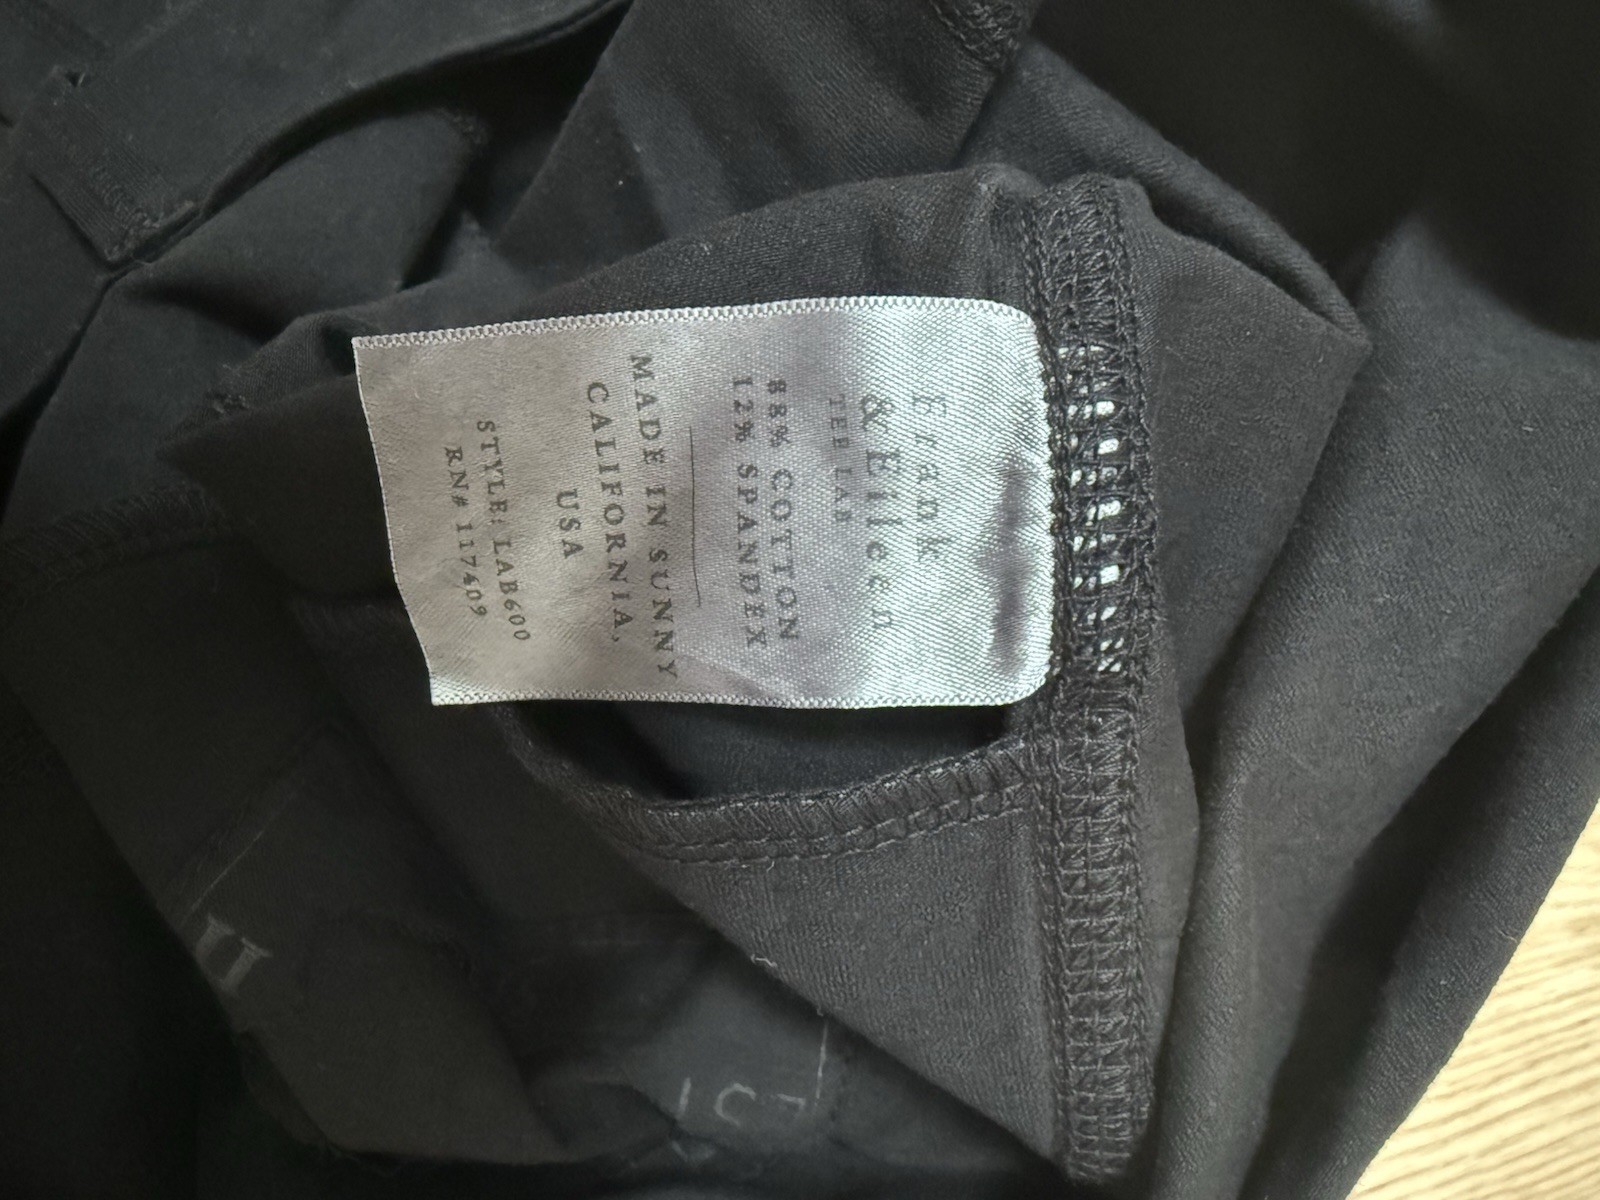 Frank
& Eileen
TEE LAB
88% COTTON
12% SPANDEX
MADE IN SUNNY
CALIFORNIA,
USA
STYLE: LAB600
RN# 117409